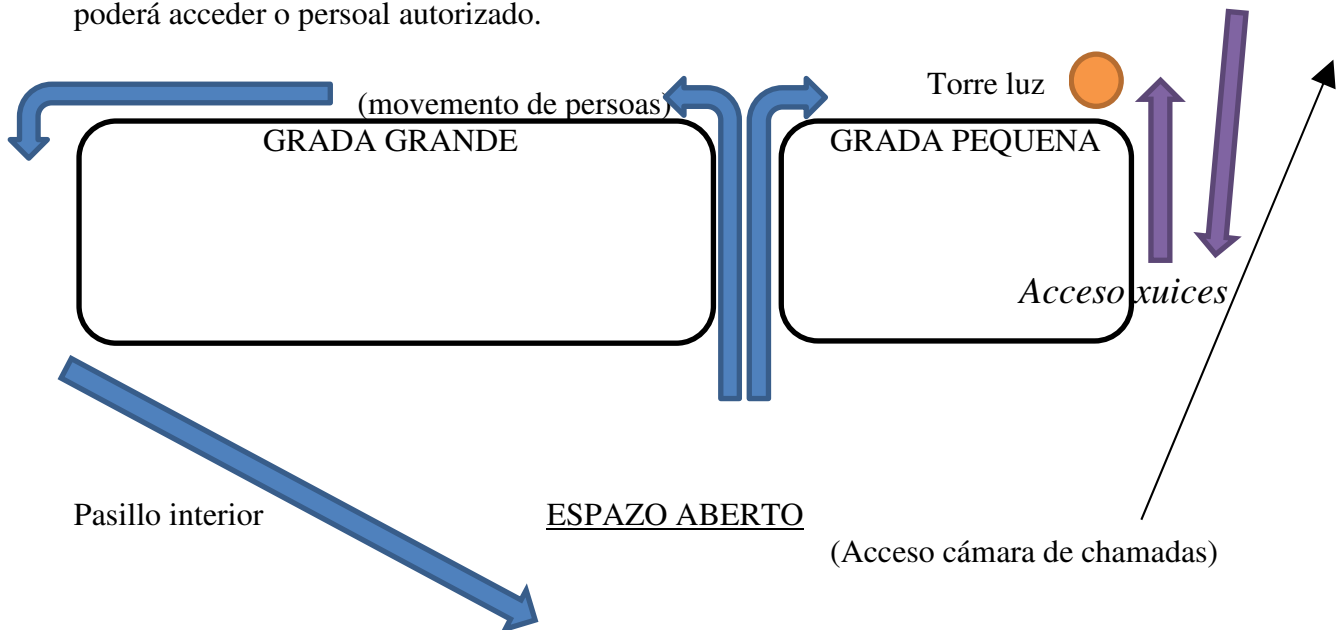 poderá acceder o persoal autorizado.
Torre luz
(movemento de persoas)
GRADA GRANDE
GRADA PEQUENA
Acceso xuices
Pasillo interior
ESPAZO ABERTO
(Acceso cámara de chamadas)